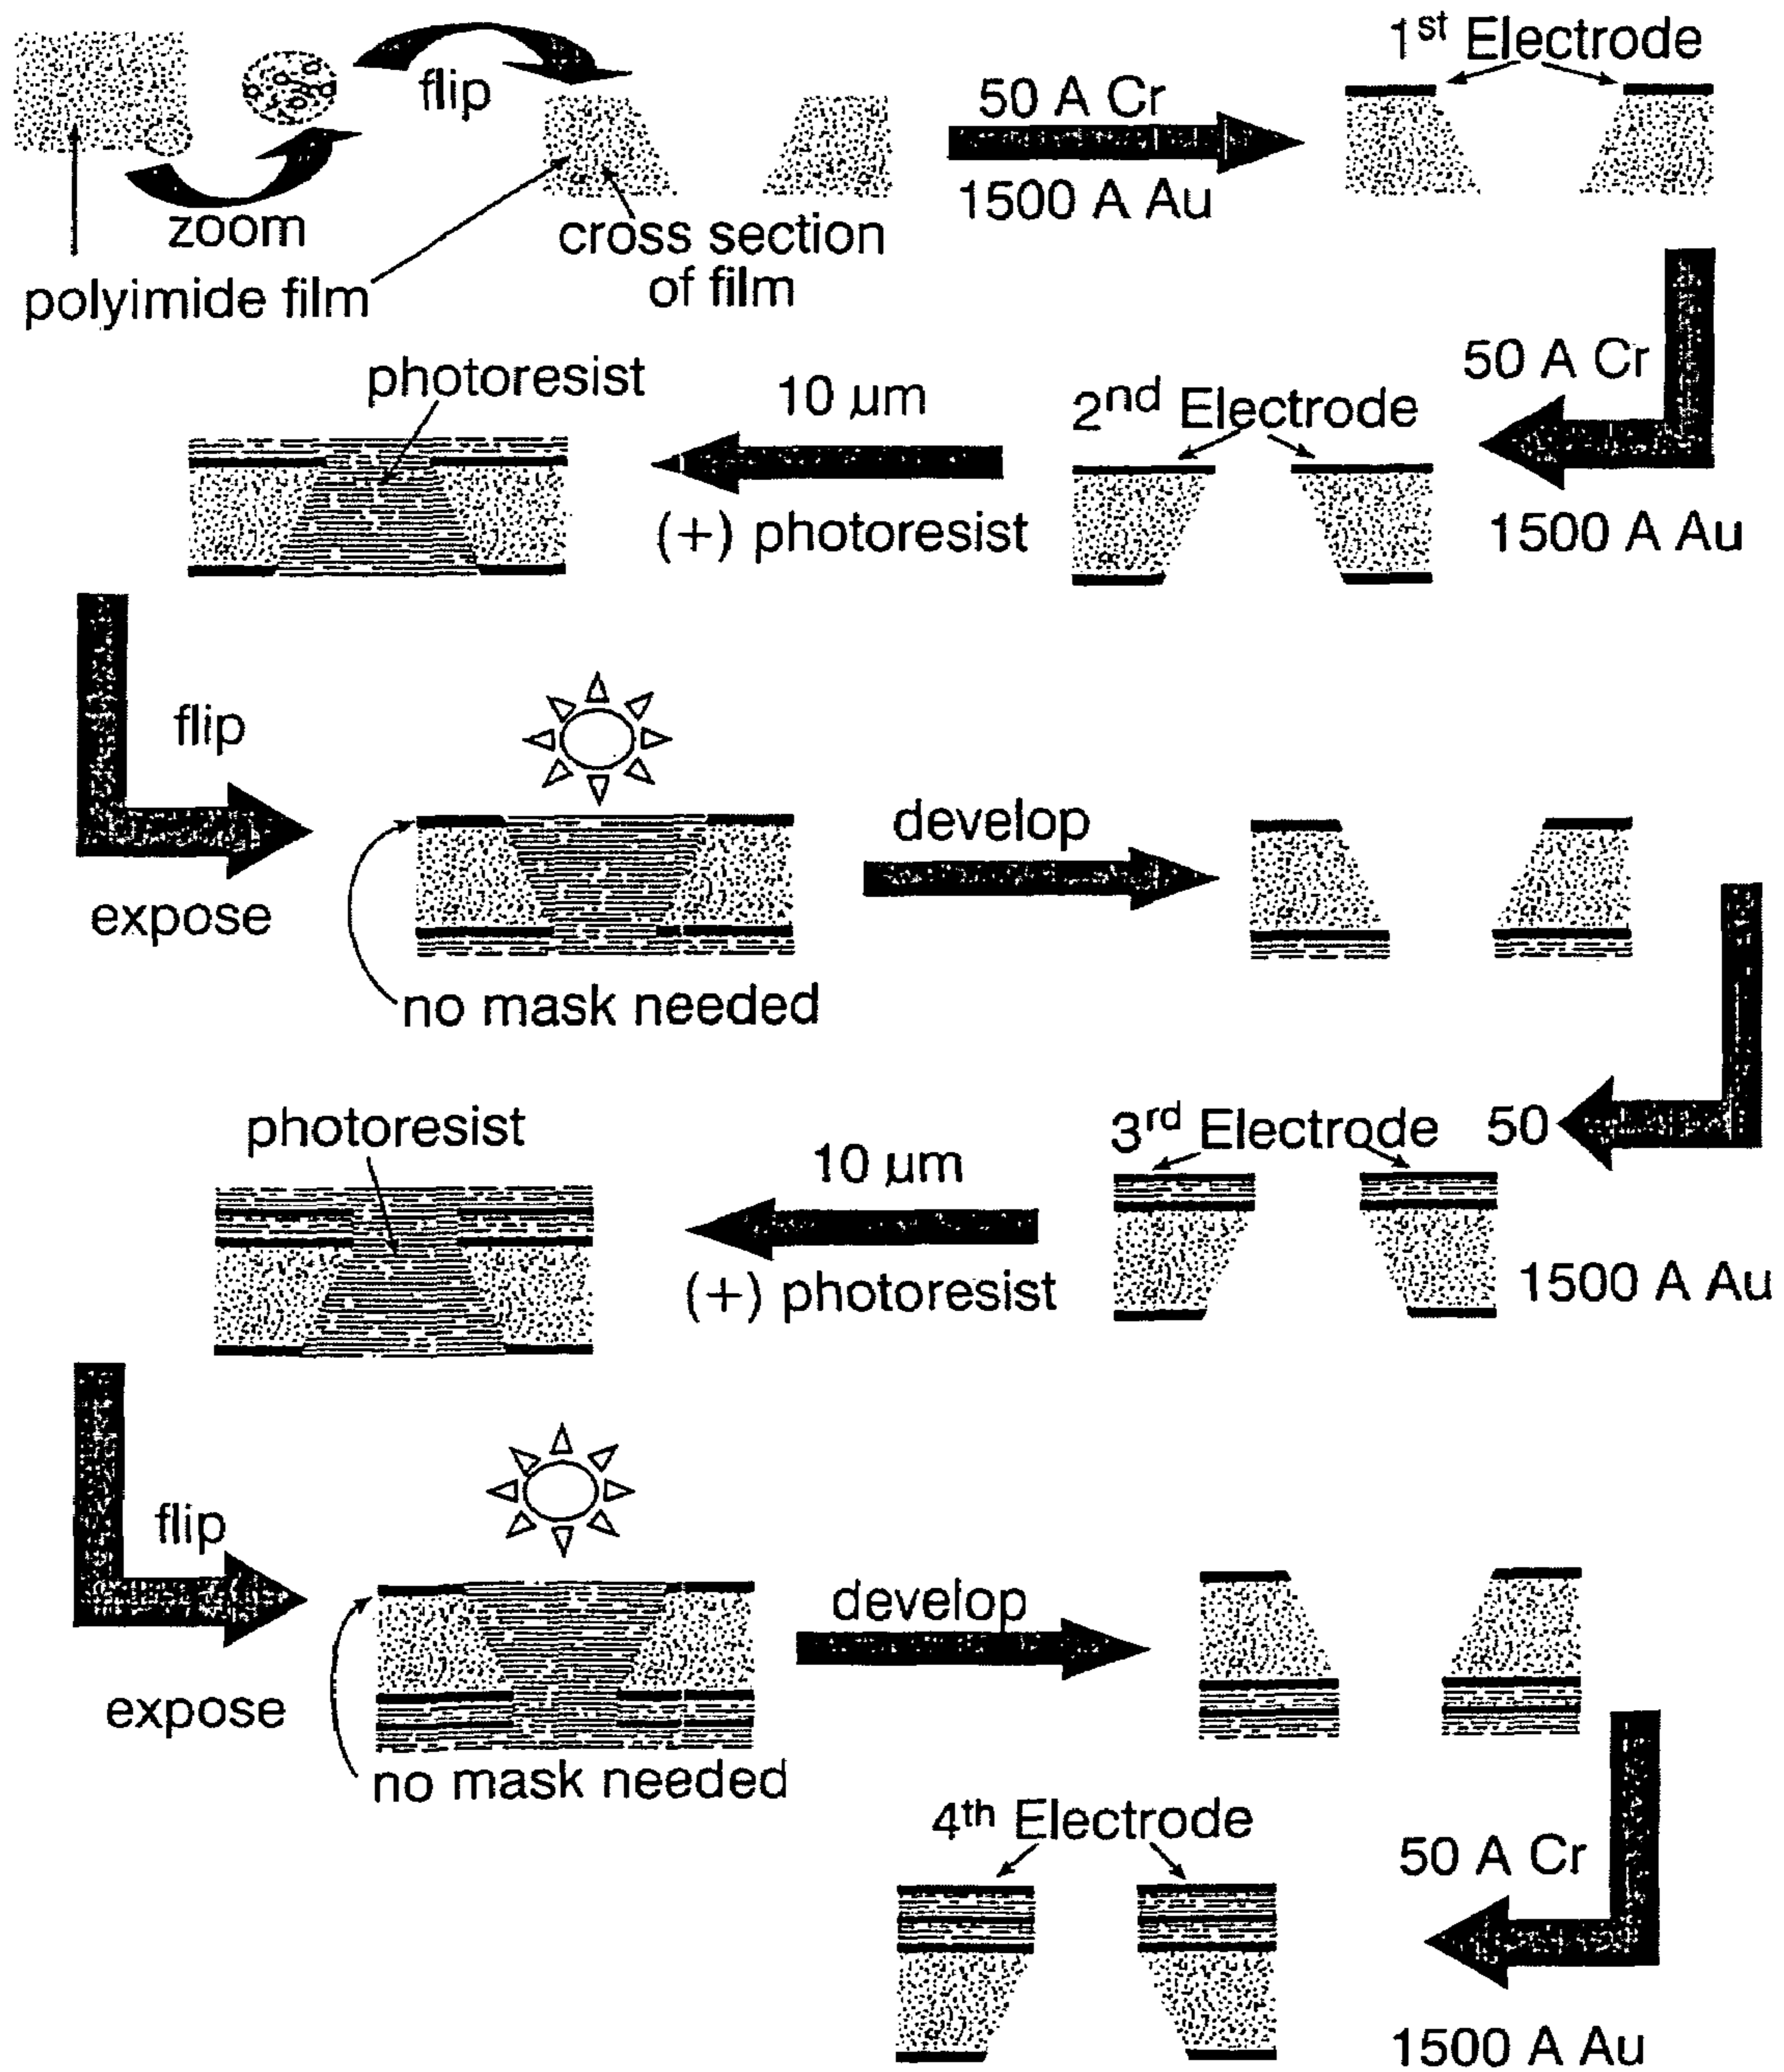 flip
zoom
polyimide film
cross section
of film
50 A Cr
1500 A Au
1st Electrode
50 A Cr
1500 A Au
2nd Electrode
10 µm
(+) photoresist
photoresist
flip
expose
no mask needed
develop
50
1500 A Au
3rd Electrode
10 µm
(+) photoresist
photoresist
flip
expose
no mask needed
develop
50 A Cr
1500 A Au
4th Electrode